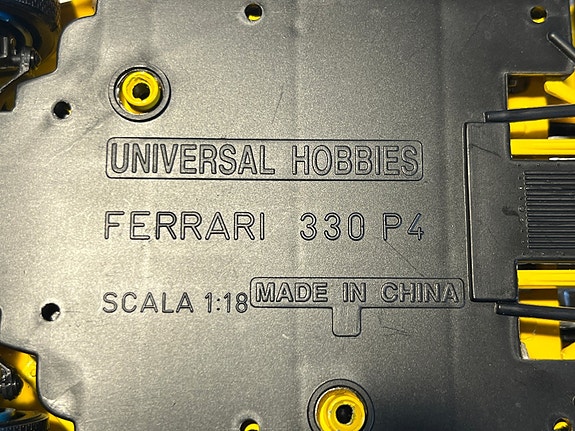 UNIVERSAL HOBBIES
FERRARI 330 P4
SCALA 1:18 MADE IN CHINA